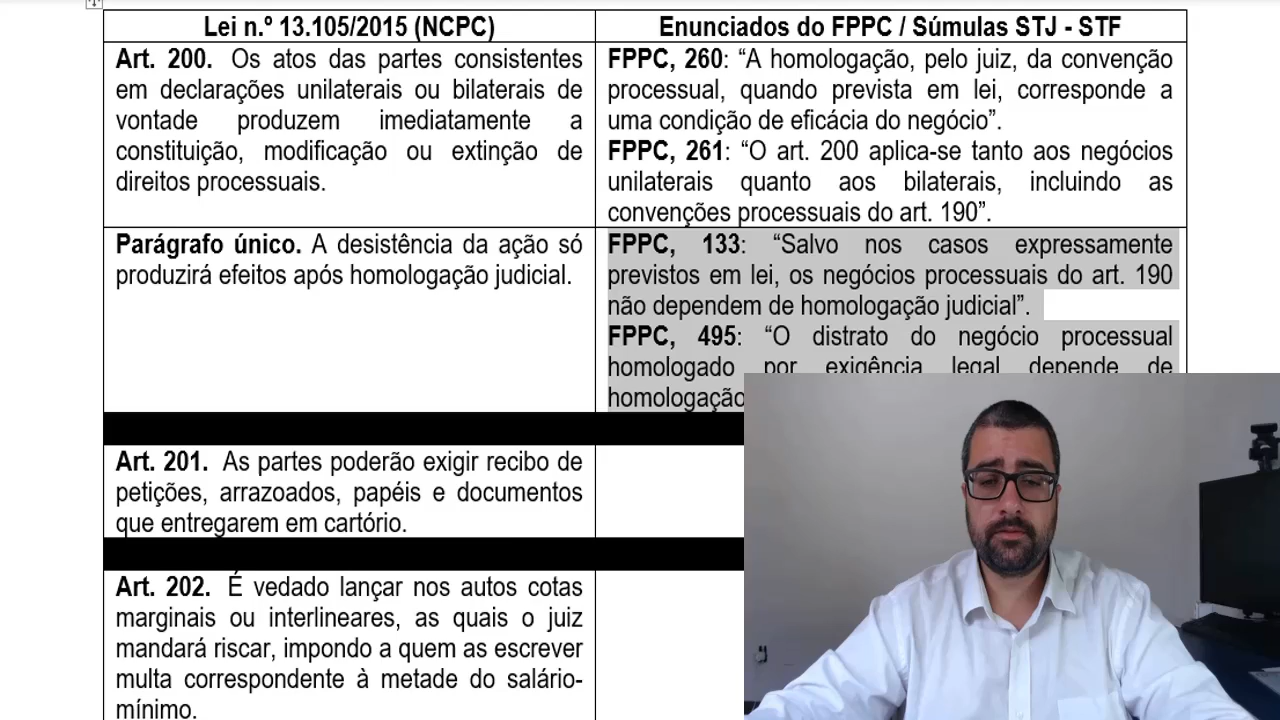 Lei n.º 13.105/2015 (NCPC)
Enunciados do FPPC / Súmulas STJ - STF
Art. 200. Os atos das partes consistentes
em declarações unilaterais ou bilaterais de
vontade produzem imediatamente a
constituição, modificação ou extinção de
direitos processuais.
FPPC, 260: “A homologação, pelo juiz, da convenção
processual, quando prevista em lei, corresponde a
uma condição de eficácia do negócio”.
FPPC, 261: “O art. 200 aplica-se tanto aos negócios
unilaterais quanto aos bilaterais, incluindo as
convenções processuais do art. 190”.
Parágrafo único. A desistência da ação só
produzirá efeitos após homologação judicial.
FPPC, 133: “Salvo nos casos expressamente
previstos em lei, os negócios processuais do art. 190
não dependem de homologação judicial”.
FPPC, 495: “O distrato do negócio processual
homologado por exigência legal depende de
homologação
Art. 201. As partes poderão exigir recibo de
petições, arrazoados, papéis e documentos
que entregarem em cartório.
Art. 202. É vedado lançar nos autos cotas
marginais ou interlineares, as quais o juiz
mandará riscar, impondo a quem as escrever
multa correspondente à metade do salário-
mínimo.